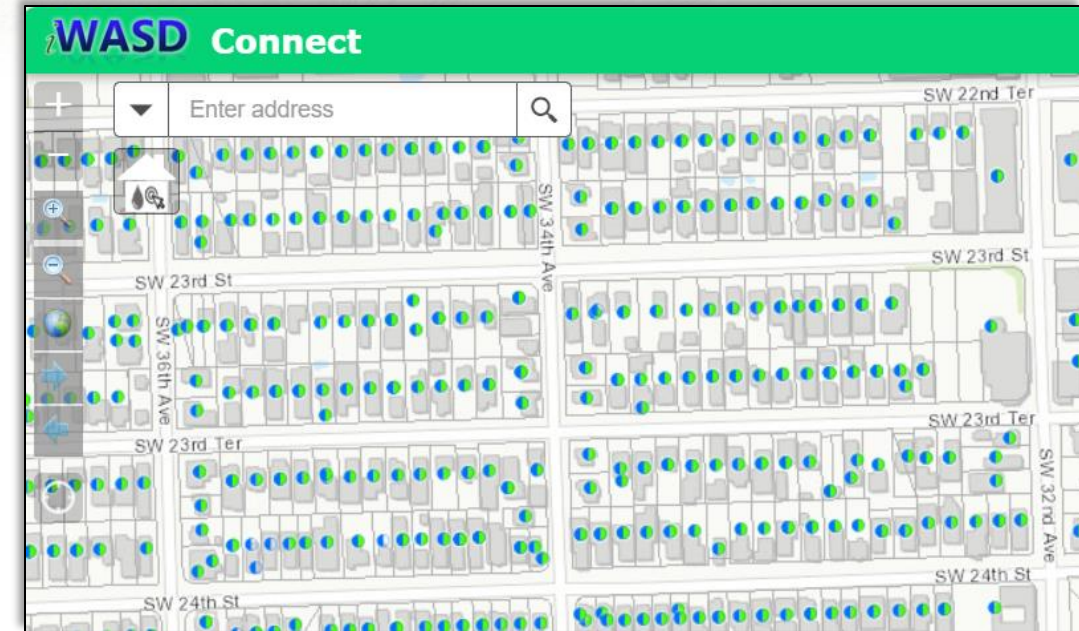 iWASD Connect
Enter address
SW 22nd Ter
SW 34th Ave
SW 23rd St
SW 23rd St
SW 36th Ave
SW 23rd Ter
SW 23rd Ter
SW 32nd Ave
SW 24th St
SW 24th St